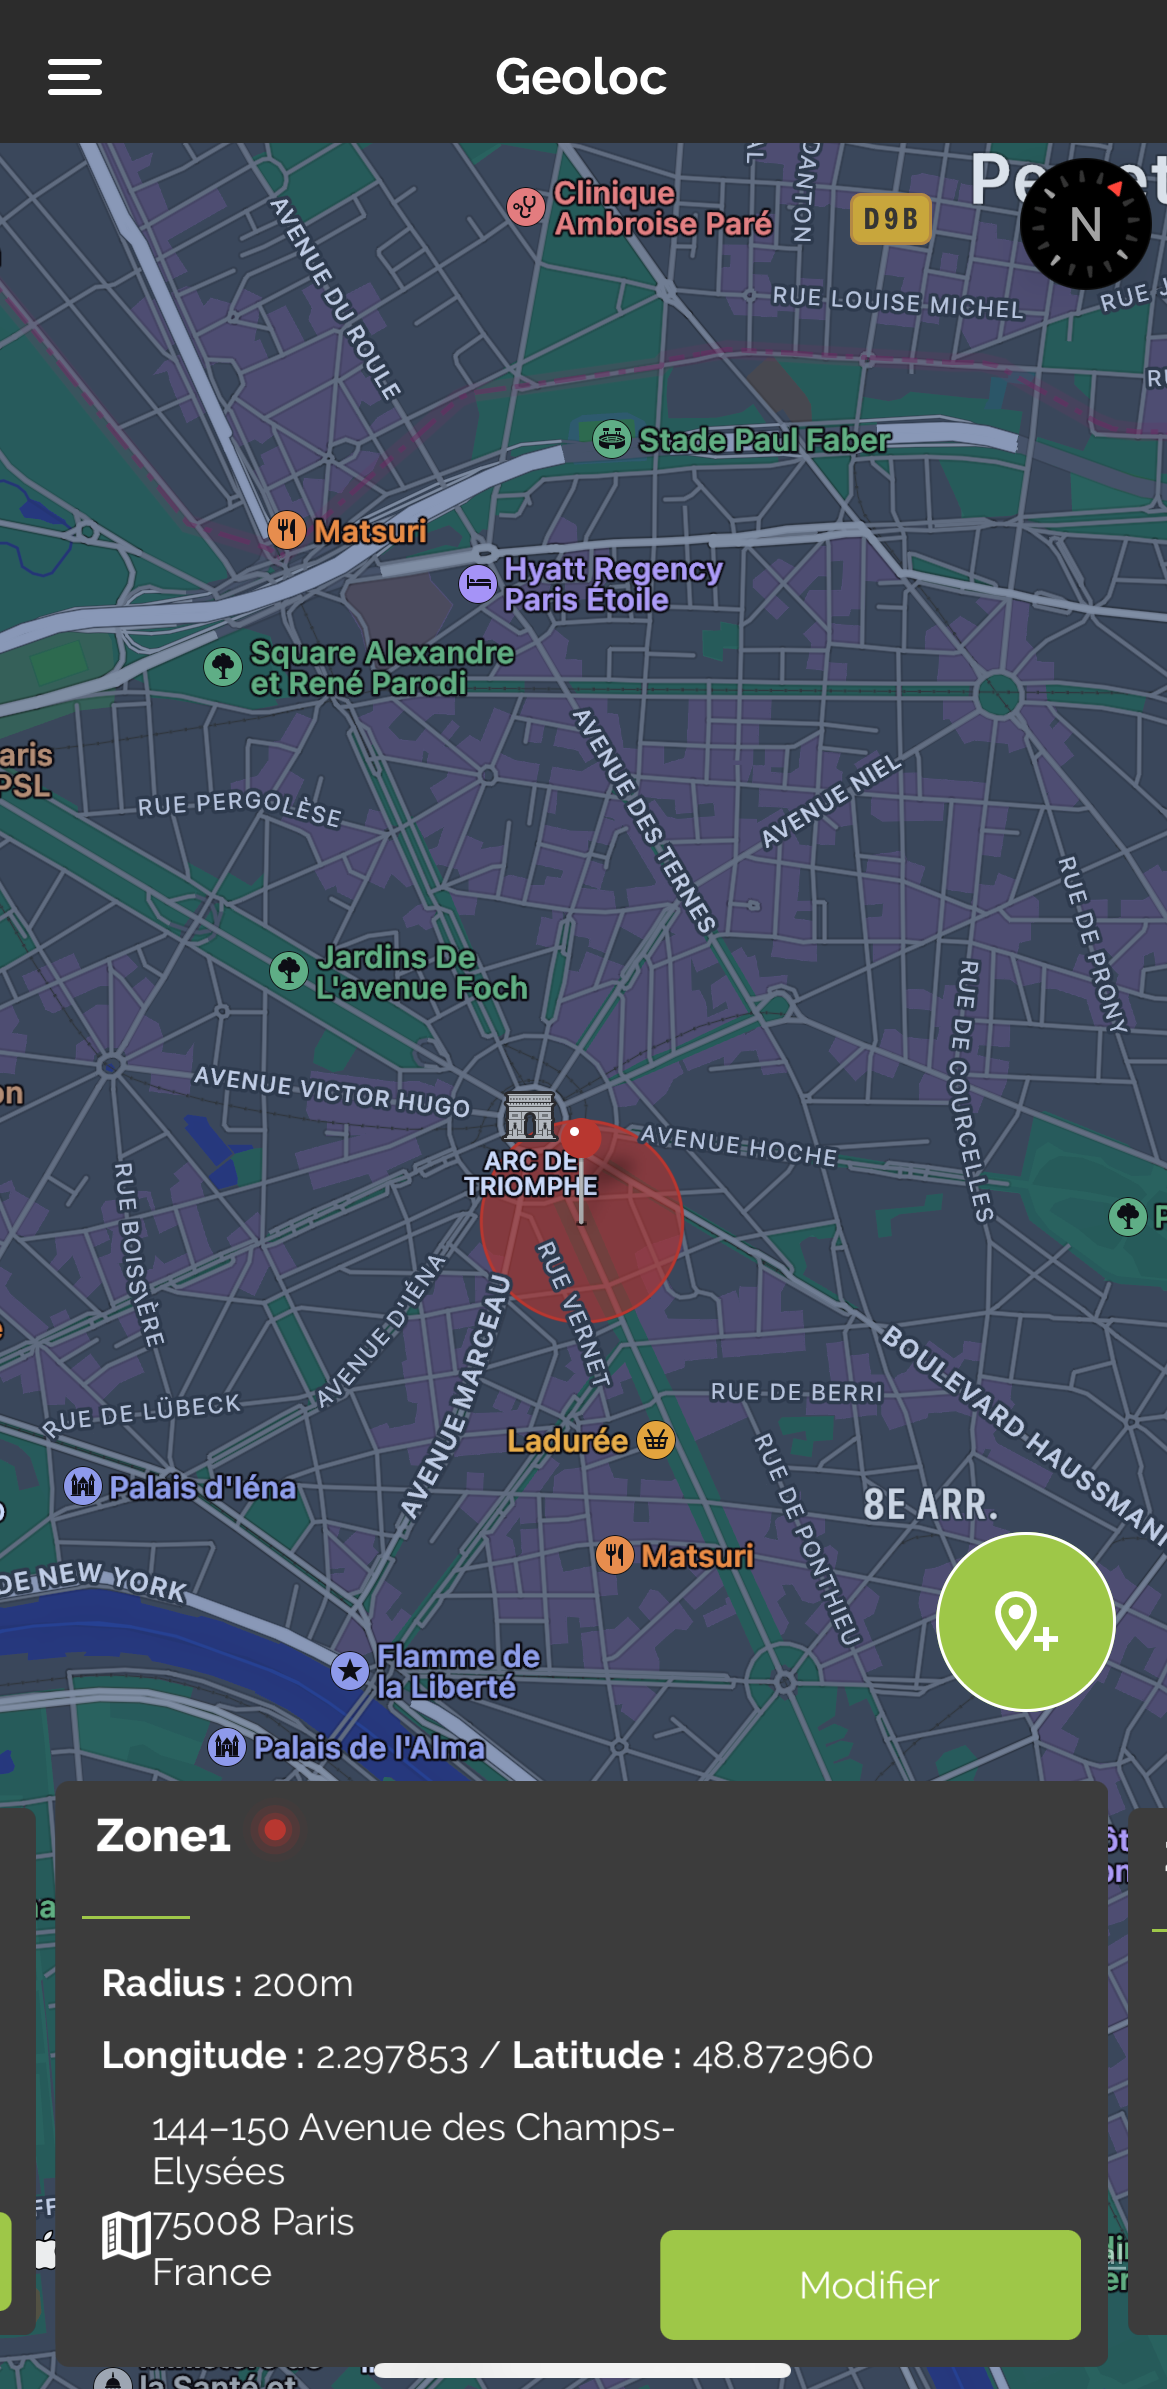 Geoloc
Clinique
Ambroise Paré
DANTON
D9B
N
AVENUE DU ROULE
RUE LOUISE MICHEL
Stade Paul Faber
Matsuri
Hyatt Regency
Paris Étoile
Square Alexandre
et René Parodi
AVENUE DES TERNES
AVENUE NIEL
RUE PERGOLÈSE
RUE DE PRONY
Jardins De
L'avenue Foch
RUE DE COURCELLES
AVENUE VICTOR HUGO
AVENUE HOCHE
ARC DE
TRIOMPHE
RUE BOISSIÈRE
AVENUE D'IÉNA
RUE VERNET
AVENUE MARCEAU
BOULEVARD HAUSSMANN
RUE DE LÜBECK
RUE DE BERRI
Ladurée
RUE DE PONTHIEU
Palais d'Iéna
8E ARR.
Matsuri
DE NEW YORK
Flamme de
la Liberté
Palais de l'Alma
Zone1
Radius : 200m
Longitude : 2.297853 / Latitude : 48.872960
144–150 Avenue des Champs-
Elysées
75008 Paris
France
Modifier
la Santé et